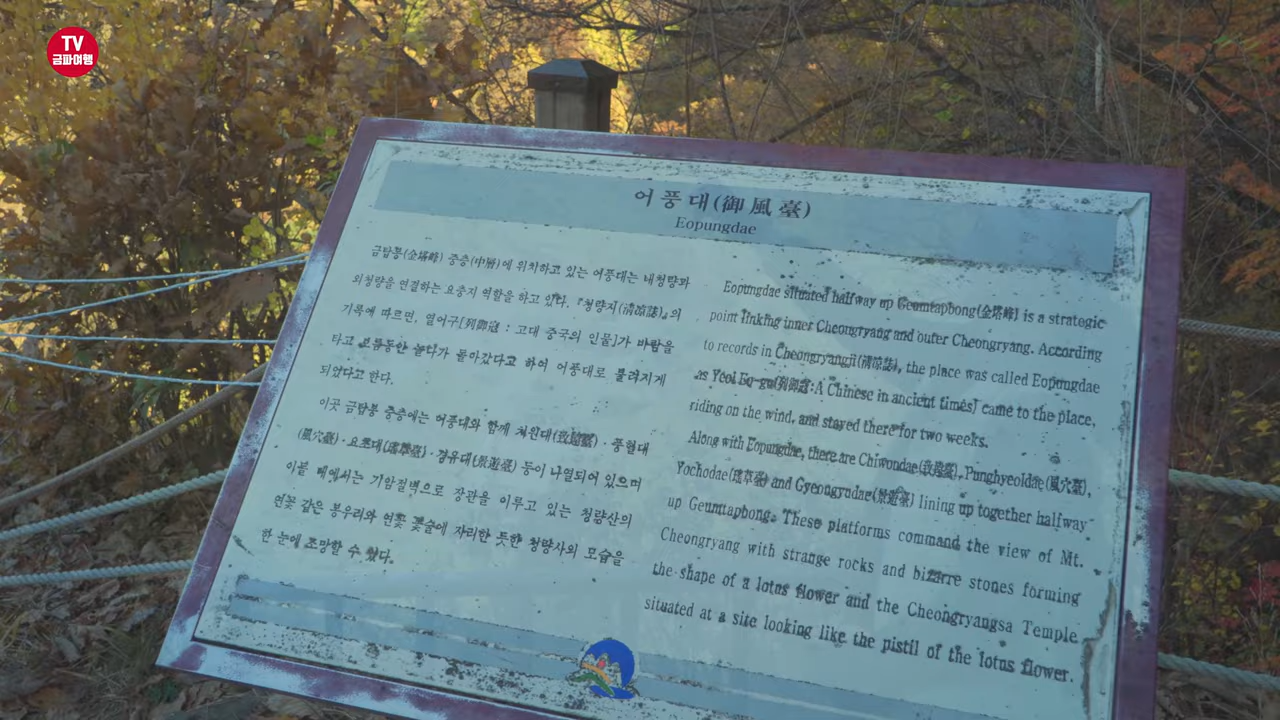 TV
금파여행
어풍대(御風臺)
Eopungdae
금탑봉(金塔峰) 중층(中層)에 위치하고 있는 어풍대는 내청량과
외청량을 연결하는 요충지 역할을 하고 있다. 『청량지(淸凉誌)』의
기록에 따르면, 열어구[列御寇 : 고대 중국의 인물]가 바람을
타고 보름동안 놀다가 돌아갔다고 하여 어풍대로 불려지게
되었다고 한다.
이곳 금탑봉 중층에는 어풍대와 함께 치원대(致遠臺)·풍혈대
(風穴臺)·요초대(瑤草臺)·경유대(景遊臺) 등이 나열되어 있으며
이들 대에서는 기암절벽으로 장관을 이루고 있는 청량산의
연꽃 같은 봉우리와 연꽃 꽃술에 자리한 듯한 청량사의 모습을
한 눈에 조망할 수 있다.
Eopungdae situated halfway up Geumtapbong(金塔峰) is a strategic
point linking inner Cheongryang and outer Cheongryang. According
to records in Cheongryangji(淸凉誌), the place was called Eopungdae
as Yeol Eo-gu[列御寇:A Chinese in ancient times] came to the place,
riding on the wind, and stayed there for two weeks.
Along with Eopungdae, there are Chiwondae(致遠臺), Punghyeoldae(風穴臺),
Yochodae(瑤草臺) and Gyeongyudae(景遊臺) lining up together halfway
up Geumtapbong. These platforms command the view of Mt.
Cheongryang with strange rocks and bizarre stones forming
the shape of a lotus flower and the Cheongryangsa Temple
situated at a site looking like the pistil of the lotus flower.